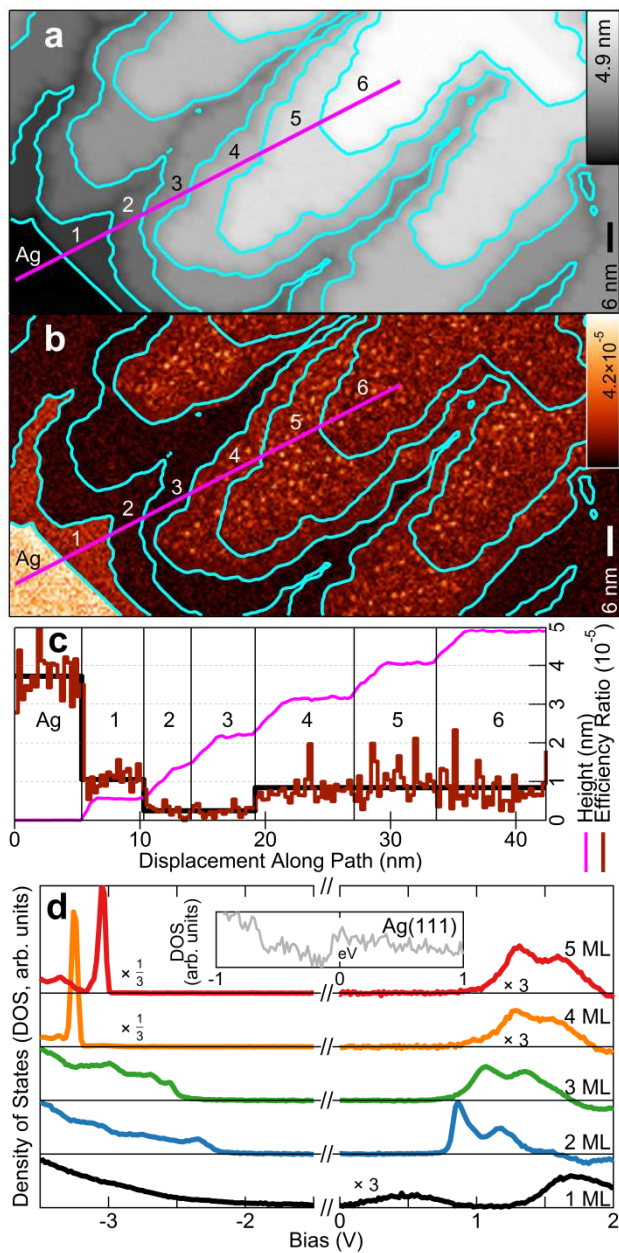 a
4.9 nm
6
5
4
3
2
1
Ag
6 nm
b
4.2×10⁻⁵
6
5
4
3
2
1
Ag
6 nm
c
Ag 1 2 3 4 5 6
0 1 2 3 4 5
Height (nm)
Efficiency Ratio (10⁻⁵)
0 10 20 30 40
Displacement Along Path (nm)
d
Density of States (DOS, arb. units)
DOS
(arb. units)
Ag(111)
-1 0 1
eV
× 1/3
5 ML
× 3
× 1/3
4 ML
× 3
3 ML
2 ML
× 3
1 ML
-3 -2 0 1 2
Bias (V)